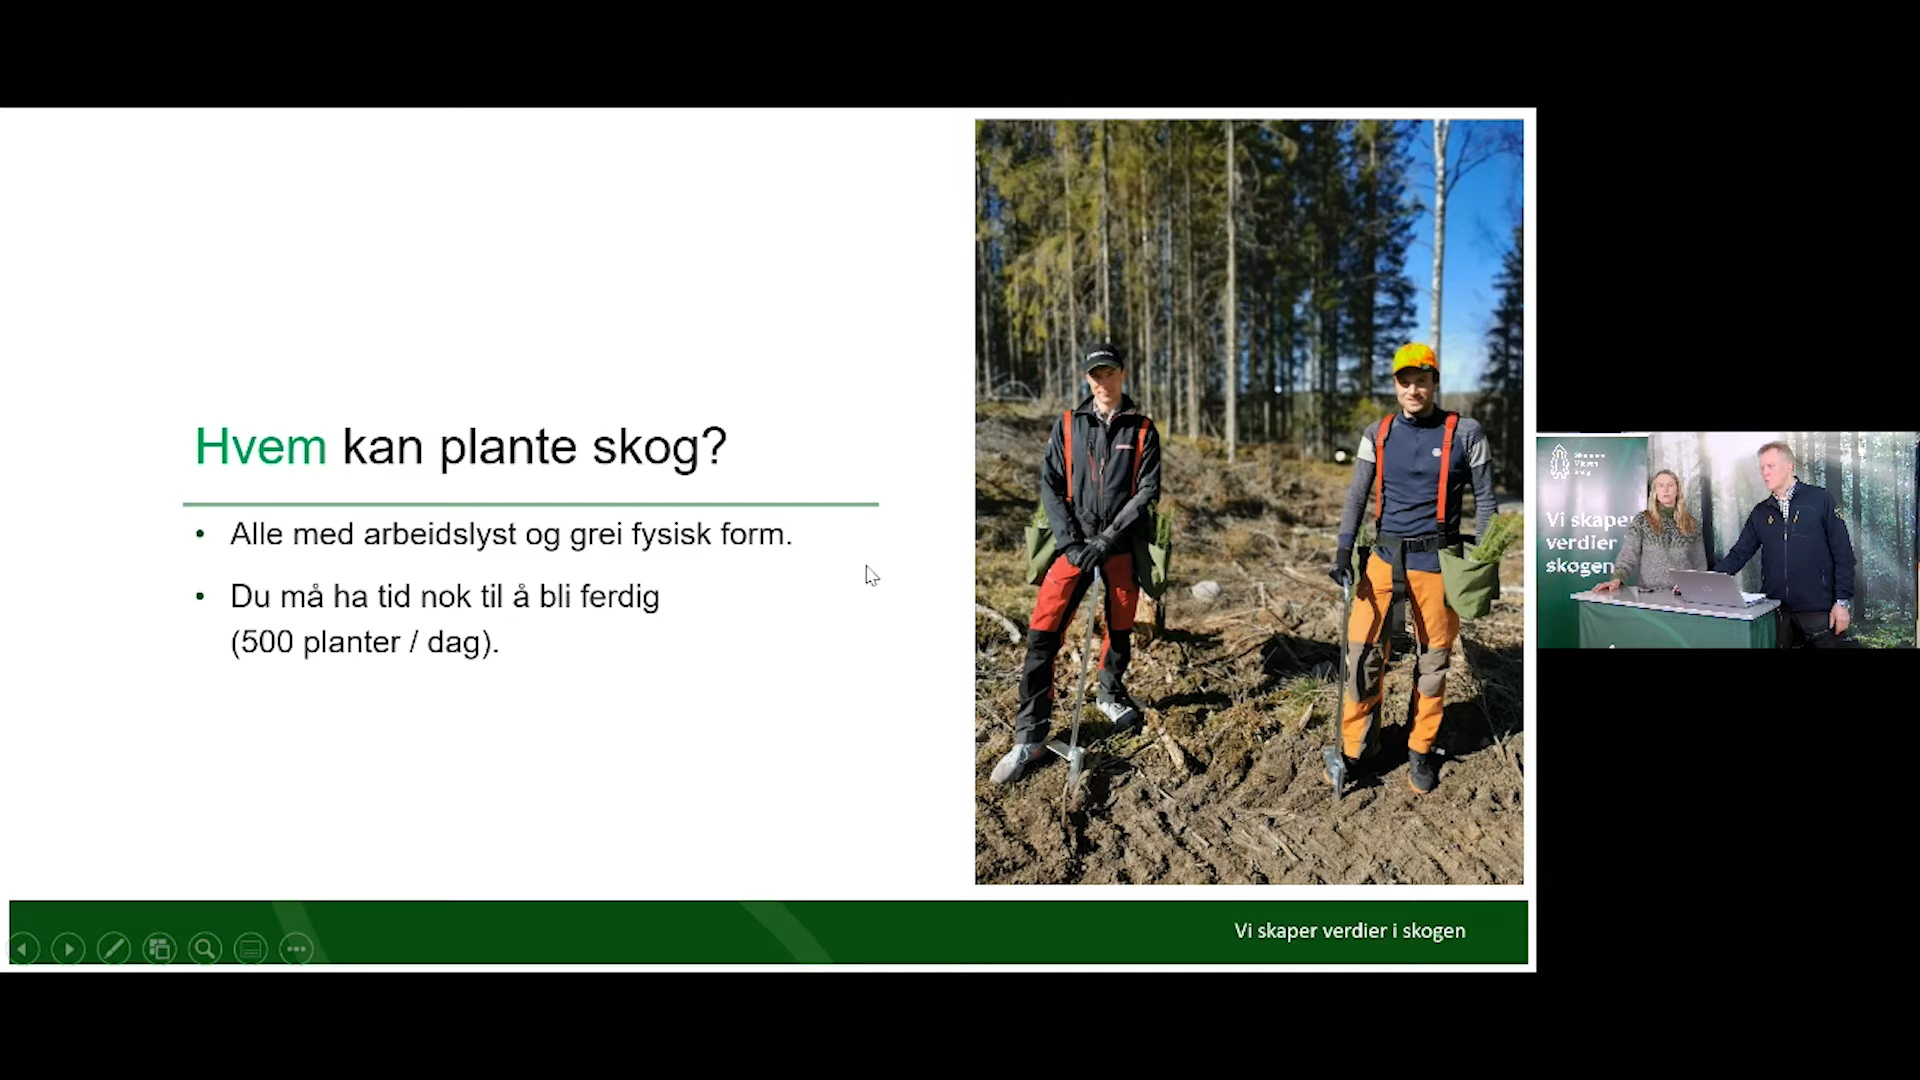 Hvem kan plante skog?
• Alle med arbeidslyst og grei fysisk form.
• Du må ha tid nok til å bli ferdig
(500 planter / dag).
Vi skaper verdier i skogen
Vi skaper
verdier
skogen